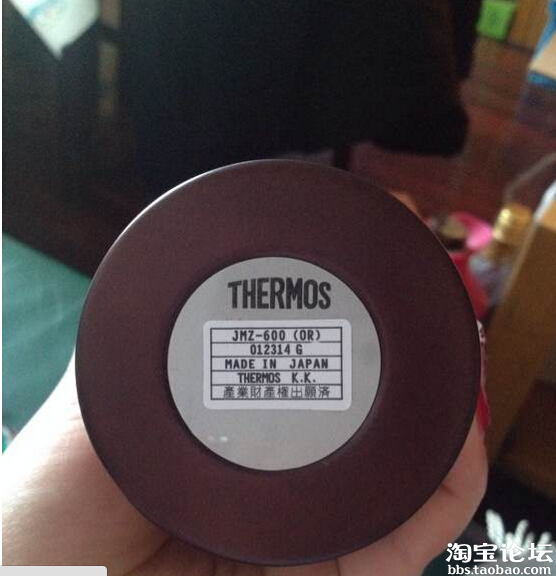 THERMOS
JMZ-600 (OR)
012314 G
MADE IN JAPAN
THERMOS K.K.
産業財産権出願済
淘宝论坛
bbs.taobao.com